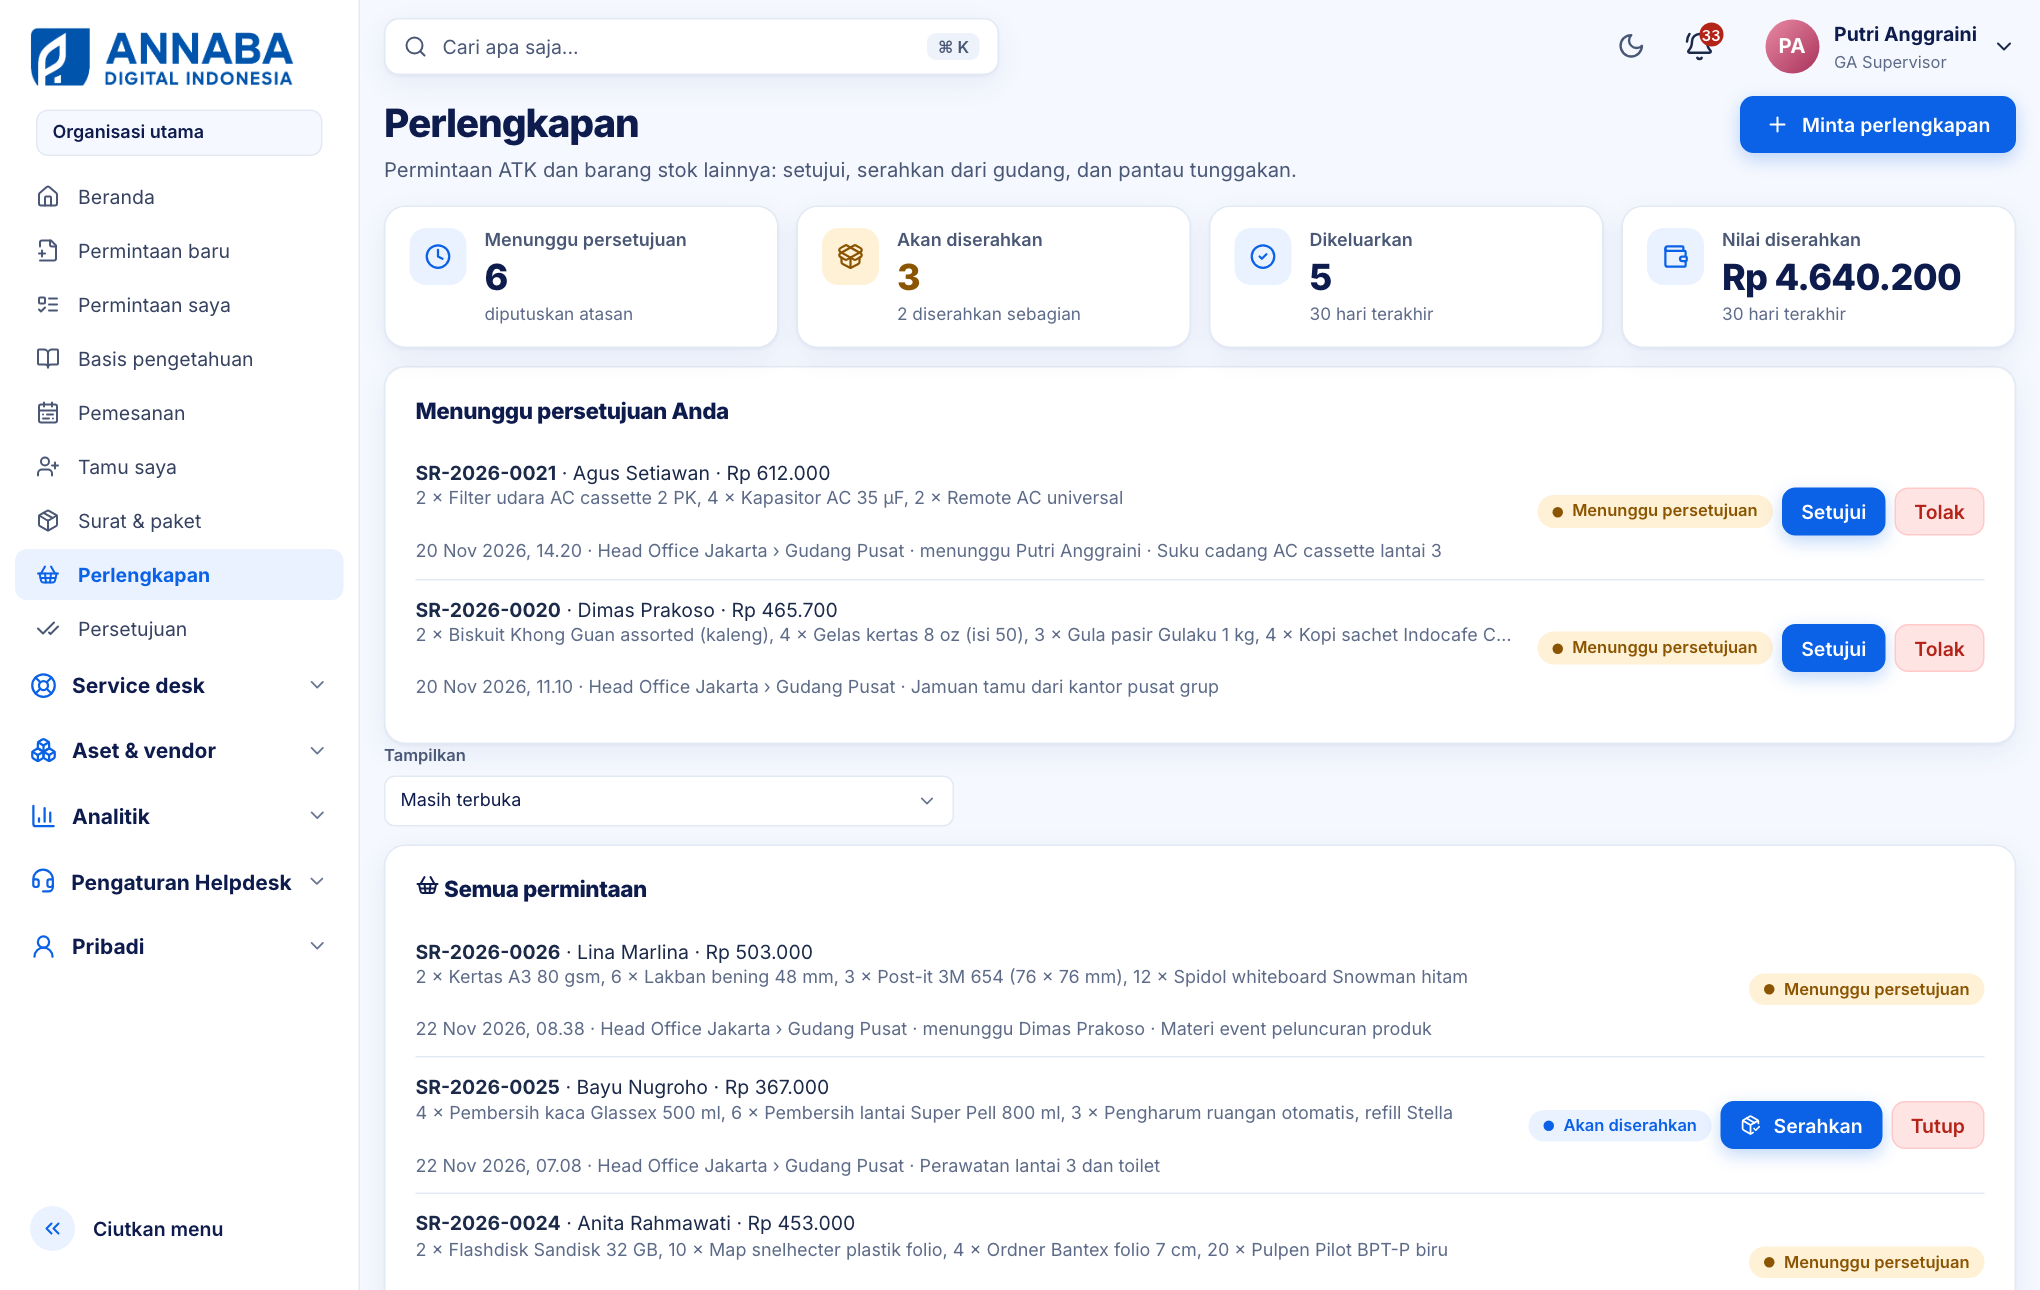 ANNABA
DIGITAL INDONESIA
Organisasi utama
Beranda
Permintaan baru
Permintaan saya
Basis pengetahuan
Pemesanan
Tamu saya
Surat & paket
Perlengkapan
Persetujuan
Service desk
Aset & vendor
Analitik
Pengaturan Helpdesk
Pribadi
Ciutkan menu
Cari apa saja...
⌘ K
33
PA
Putri Anggraini
GA Supervisor
Perlengkapan
Permintaan ATK dan barang stok lainnya: setujui, serahkan dari gudang, dan pantau tunggakan.
Minta perlengkapan
Menunggu persetujuan
6
diputuskan atasan
Akan diserahkan
3
2 diserahkan sebagian
Dikeluarkan
5
30 hari terakhir
Nilai diserahkan
Rp 4.640.200
30 hari terakhir
Menunggu persetujuan Anda
SR-2026-0021 · Agus Setiawan · Rp 612.000
2 × Filter udara AC cassette 2 PK, 4 × Kapasitor AC 35 µF, 2 × Remote AC universal
20 Nov 2026, 14.20 · Head Office Jakarta › Gudang Pusat · menunggu Putri Anggraini · Suku cadang AC cassette lantai 3
Menunggu persetujuan
Setujui
Tolak
SR-2026-0020 · Dimas Prakoso · Rp 465.700
2 × Biskuit Khong Guan assorted (kaleng), 4 × Gelas kertas 8 oz (isi 50), 3 × Gula pasir Gulaku 1 kg, 4 × Kopi sachet Indocafe C...
20 Nov 2026, 11.10 · Head Office Jakarta › Gudang Pusat · Jamuan tamu dari kantor pusat grup
Menunggu persetujuan
Setujui
Tolak
Tampilkan
Masih terbuka
Semua permintaan
SR-2026-0026 · Lina Marlina · Rp 503.000
2 × Kertas A3 80 gsm, 6 × Lakban bening 48 mm, 3 × Post-it 3M 654 (76 × 76 mm), 12 × Spidol whiteboard Snowman hitam
22 Nov 2026, 08.38 · Head Office Jakarta › Gudang Pusat · menunggu Dimas Prakoso · Materi event peluncuran produk
Menunggu persetujuan
SR-2026-0025 · Bayu Nugroho · Rp 367.000
4 × Pembersih kaca Glassex 500 ml, 6 × Pembersih lantai Super Pell 800 ml, 3 × Pengharum ruangan otomatis, refill Stella
22 Nov 2026, 07.08 · Head Office Jakarta › Gudang Pusat · Perawatan lantai 3 dan toilet
Akan diserahkan
Serahkan
Tutup
SR-2026-0024 · Anita Rahmawati · Rp 453.000
2 × Flashdisk Sandisk 32 GB, 10 × Map snelhecter plastik folio, 4 × Ordner Bantex folio 7 cm, 20 × Pulpen Pilot BPT-P biru
Menunggu persetujuan